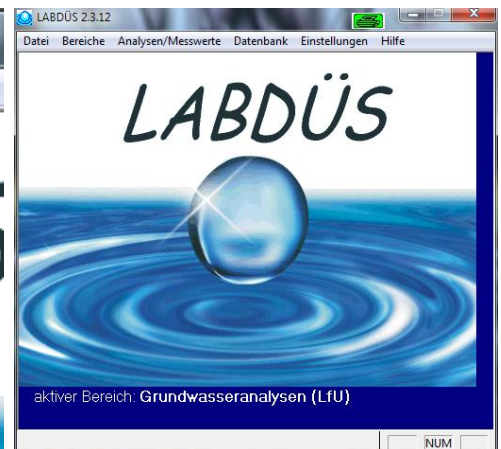 LABDÜS 2.3.12
Datei Bereiche Analysen/Messwerte Datenbank Einstellungen Hilfe
LABDÜS
aktiver Bereich: Grundwasseranalysen (LfU)
NUM